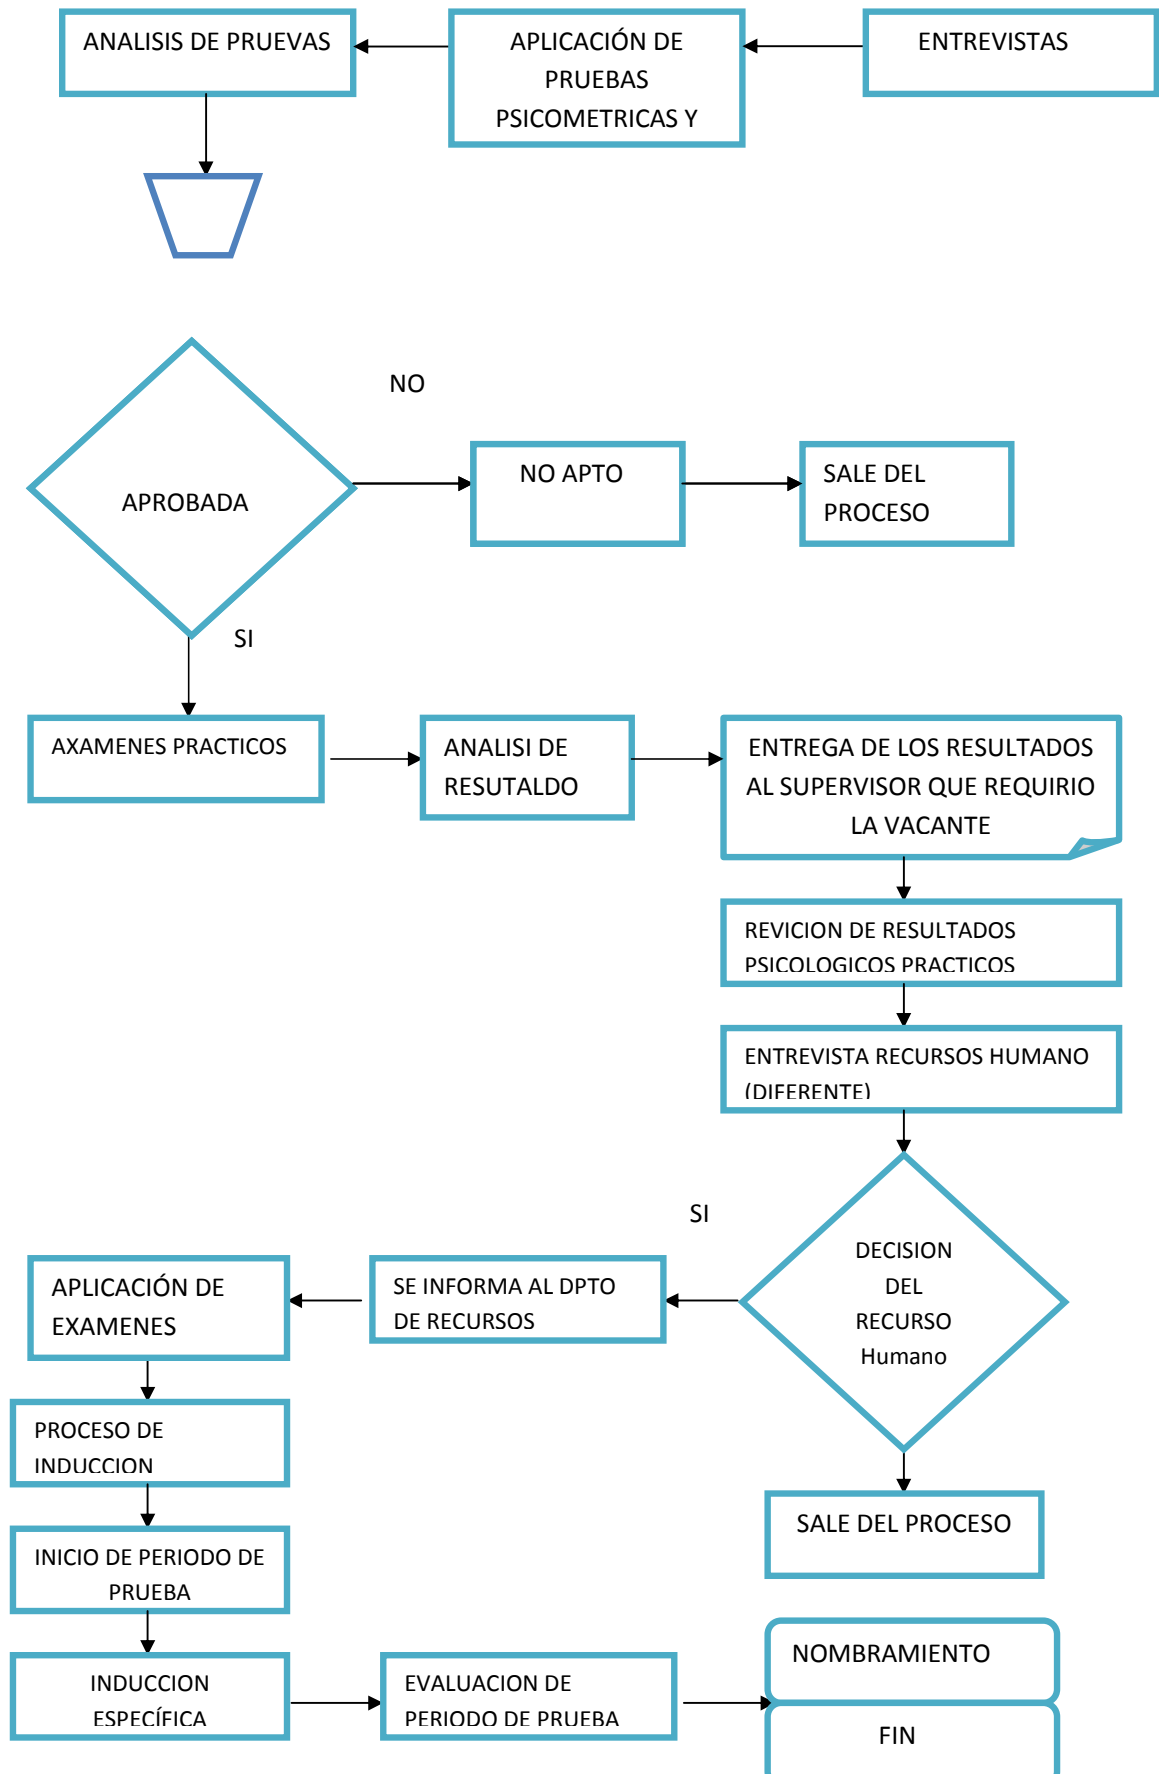 ANALISIS DE PRUEVAS
APLICACIÓN DE
PRUEBAS
PSICOMETRICAS Y
ENTREVISTAS
NO
APROBADA
NO APTO
SALE DEL
PROCESO
SI
AXAMENES PRACTICOS
ANALISI DE
RESUTALDO
ENTREGA DE LOS RESULTADOS
AL SUPERVISOR QUE REQUIRIO
LA VACANTE
REVICION DE RESULTADOS
PSICOLOGICOS PRACTICOS
ENTREVISTA RECURSOS HUMANO
(DIFERENTE)
SI
DECISION
DEL
RECURSO
Humano
SE INFORMA AL DPTO
DE RECURSOS
APLICACIÓN DE
EXAMENES
PROCESO DE
INDUCCION
SALE DEL PROCESO
INICIO DE PERIODO DE
PRUEBA
INDUCCION
ESPECÍFICA
EVALUACION DE
PERIODO DE PRUEBA
NOMBRAMIENTO
FIN